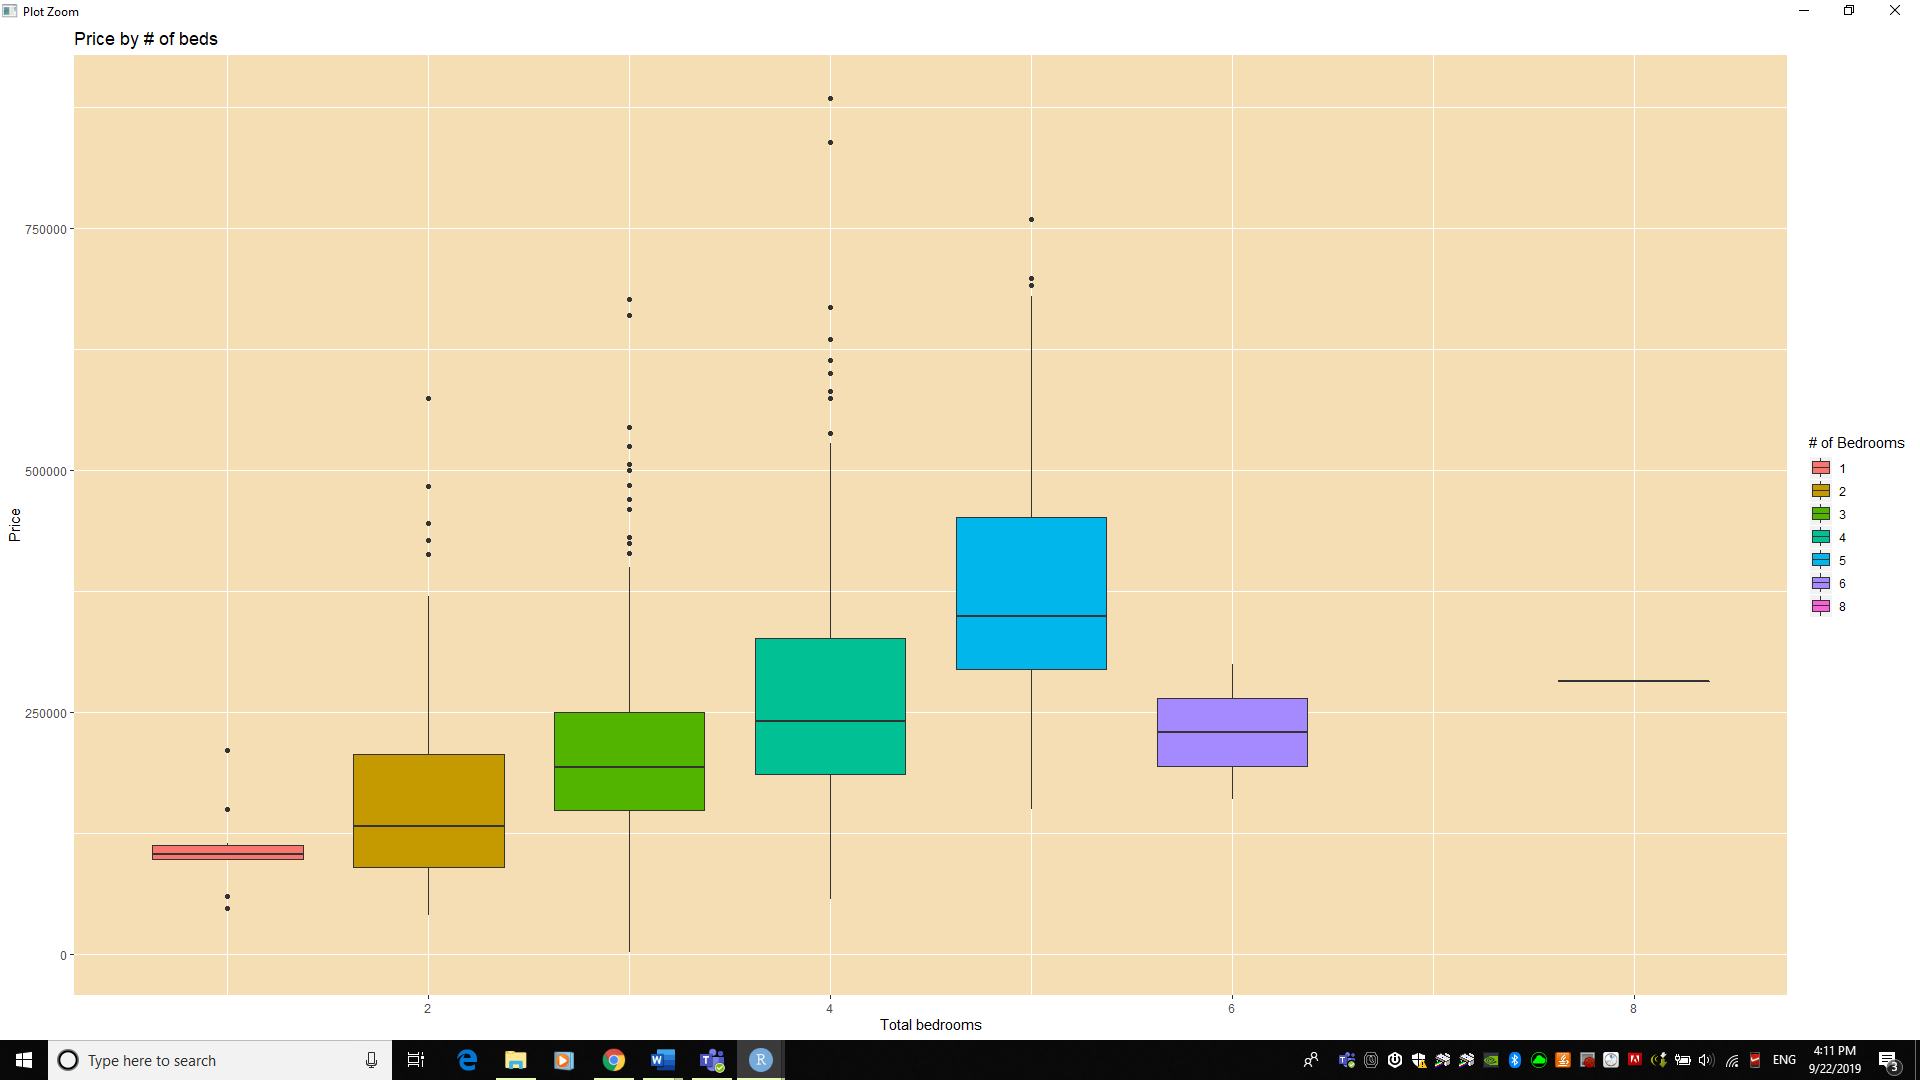 Plot Zoom
Price by # of beds
750000
500000
250000
0
Price
2
4
6
8
Total bedrooms
# of Bedrooms
1
2
3
4
5
6
8
Type here to search
ENG
4:11 PM
9/22/2019
3